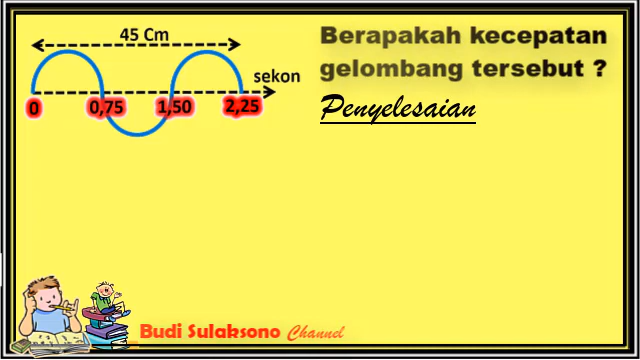 45 Cm
sekon
0 0,75 1,50 2,25
Berapakah kecepatan
gelombang tersebut ?
Penyelesaian
Budi Sulaksono Channel